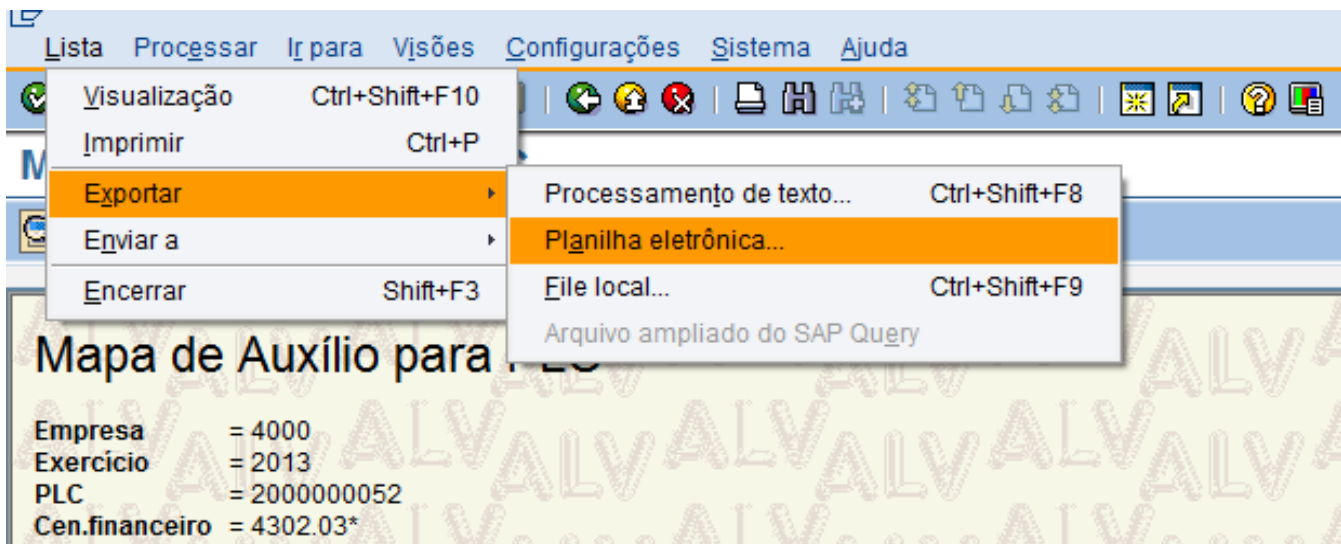 Lista Processar Ir para Visões Configurações Sistema Ajuda
Visualização Ctrl+Shift+F10
Imprimir Ctrl+P
Exportar
Enviar a
Encerrar Shift+F3
Processamento de texto... Ctrl+Shift+F8
Planilha eletrônica...
File local... Ctrl+Shift+F9
Arquivo ampliado do SAP Query
Mapa de Auxílio para
Empresa = 4000
Exercício = 2013
PLC = 2000000052
Cen.financeiro = 4302.03*
ALV